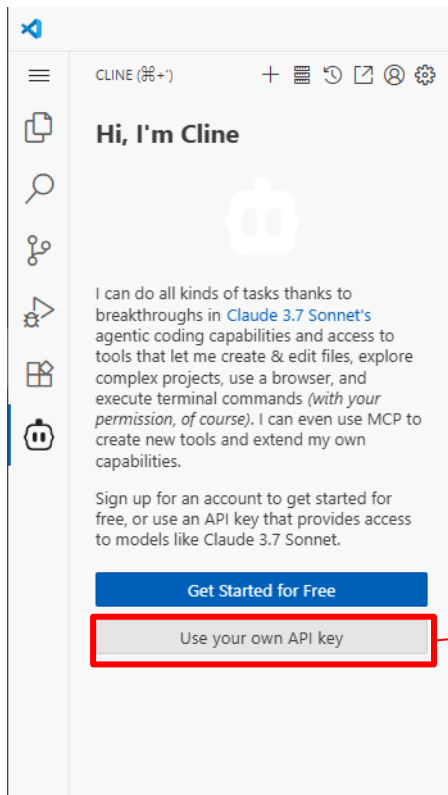 CLINE (⌘+')
Hi, I'm Cline
I can do all kinds of tasks thanks to
breakthroughs in Claude 3.7 Sonnet's
agentic coding capabilities and access to
tools that let me create & edit files, explore
complex projects, use a browser, and
execute terminal commands (with your
permission, of course). I can even use MCP to
create new tools and extend my own
capabilities.
Sign up for an account to get started for
free, or use an API key that provides access
to models like Claude 3.7 Sonnet.
Get Started for Free
Use your own API key